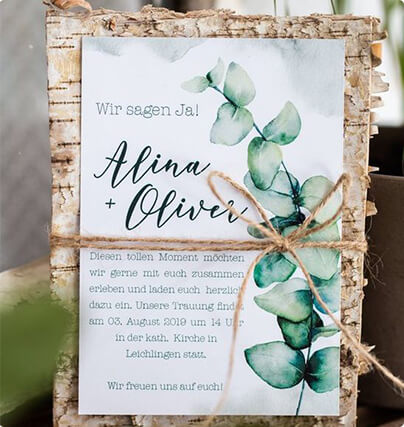 Wir sagen Ja!
Alina
+ Oliver
Diesen tollen Moment möchten
wir gerne mit euch zusammen
erleben und laden euch herzlich
dazu ein. Unsere Trauung findet
am 03. August 2019 um 14 Uhr
in der kath. Kirche in
Leichlingen statt.
Wir freuen uns auf euch!